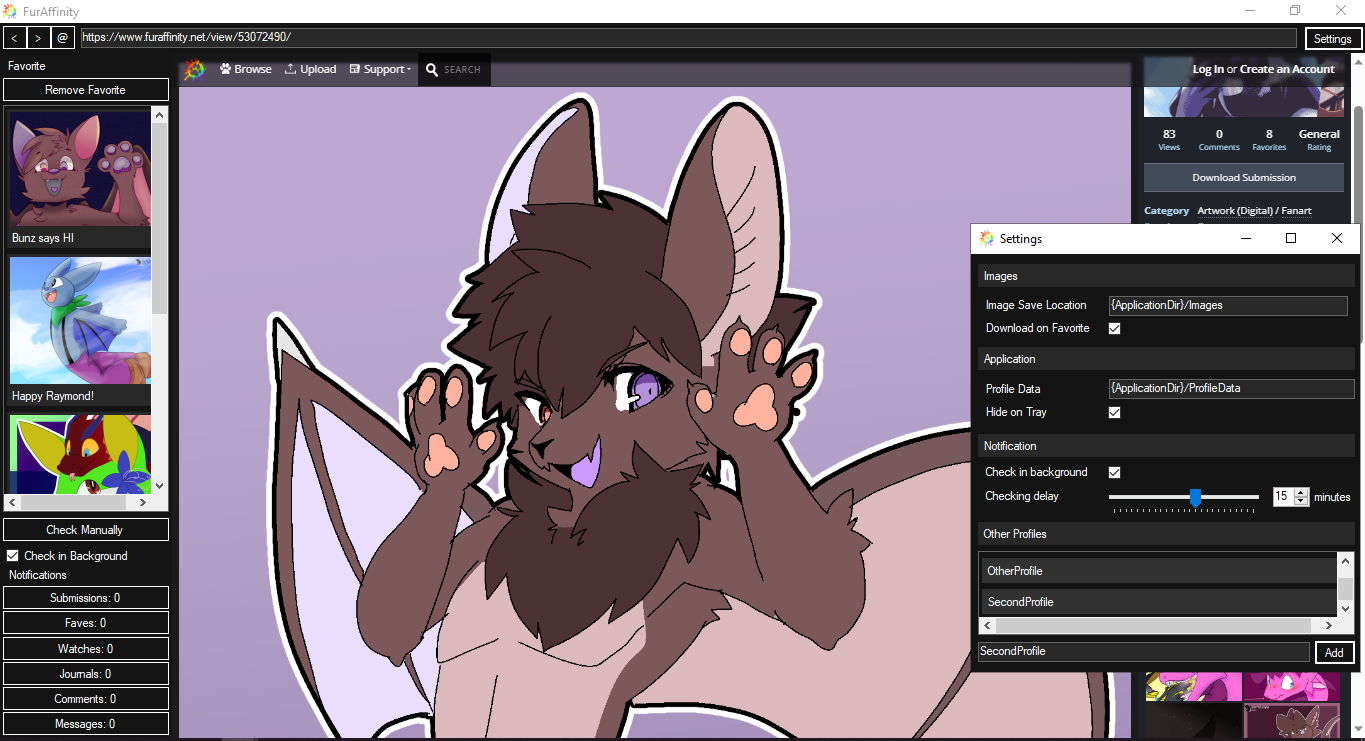 FurAffinity
< > @ https://www.furaffinity.net/view/53072490/ Settings
Favorite
Remove Favorite
Bunz says HI
Happy Raymond!
Check Manually
Check in Background
Notifications
Submissions: 0
Faves: 0
Watches: 0
Journals: 0
Comments: 0
Messages: 0
Browse Upload Support SEARCH
Log In or Create an Account
83 0 8 General
Views Comments Favorites Rating
Download Submission
Category Artwork (Digital) / Fanart
Settings
Images
Image Save Location {ApplicationDir}/Images
Download on Favorite
Application
Profile Data {ApplicationDir}/ProfileData
Hide on Tray
Notification
Check in background
Checking delay 15 minutes
Other Profiles
OtherProfile
SecondProfile
SecondProfile Add